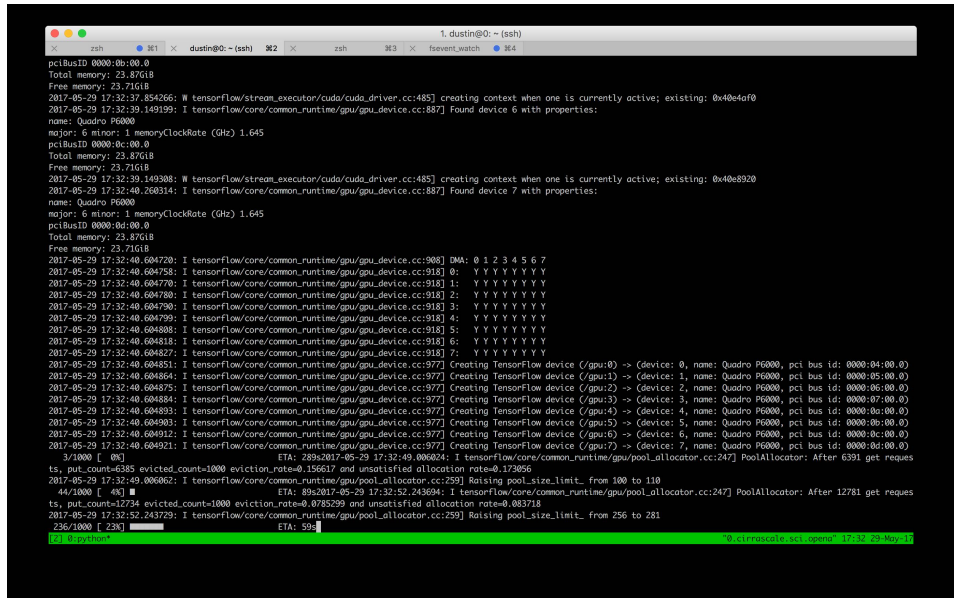 1. dustin@0: ~ (ssh)
zsh ⌘1 dustin@0: ~ (ssh) ⌘2 zsh ⌘3 fsevent_watch ⌘4
pciBusID 0000:0b:00.0
Total memory: 23.87GiB
Free memory: 23.71GiB
2017-05-29 17:32:37.854266: W tensorflow/stream_executor/cuda/cuda_driver.cc:485] creating context when one is currently active; existing: 0x40e4af0
2017-05-29 17:32:39.149199: I tensorflow/core/common_runtime/gpu/gpu_device.cc:887] Found device 6 with properties:
name: Quadro P6000
major: 6 minor: 1 memoryClockRate (GHz) 1.645
pciBusID 0000:0c:00.0
Total memory: 23.87GiB
Free memory: 23.71GiB
2017-05-29 17:32:39.149308: W tensorflow/stream_executor/cuda/cuda_driver.cc:485] creating context when one is currently active; existing: 0x40e8920
2017-05-29 17:32:40.260314: I tensorflow/core/common_runtime/gpu/gpu_device.cc:887] Found device 7 with properties:
name: Quadro P6000
major: 6 minor: 1 memoryClockRate (GHz) 1.645
pciBusID 0000:0d:00.0
Total memory: 23.87GiB
Free memory: 23.71GiB
2017-05-29 17:32:40.604720: I tensorflow/core/common_runtime/gpu/gpu_device.cc:908] DMA: 0 1 2 3 4 5 6 7
2017-05-29 17:32:40.604758: I tensorflow/core/common_runtime/gpu/gpu_device.cc:918] 0: Y Y Y Y Y Y Y Y
2017-05-29 17:32:40.604770: I tensorflow/core/common_runtime/gpu/gpu_device.cc:918] 1: Y Y Y Y Y Y Y Y
2017-05-29 17:32:40.604780: I tensorflow/core/common_runtime/gpu/gpu_device.cc:918] 2: Y Y Y Y Y Y Y Y
2017-05-29 17:32:40.604790: I tensorflow/core/common_runtime/gpu/gpu_device.cc:918] 3: Y Y Y Y Y Y Y Y
2017-05-29 17:32:40.604799: I tensorflow/core/common_runtime/gpu/gpu_device.cc:918] 4: Y Y Y Y Y Y Y Y
2017-05-29 17:32:40.604808: I tensorflow/core/common_runtime/gpu/gpu_device.cc:918] 5: Y Y Y Y Y Y Y Y
2017-05-29 17:32:40.604818: I tensorflow/core/common_runtime/gpu/gpu_device.cc:918] 6: Y Y Y Y Y Y Y Y
2017-05-29 17:32:40.604827: I tensorflow/core/common_runtime/gpu/gpu_device.cc:918] 7: Y Y Y Y Y Y Y Y
2017-05-29 17:32:40.604851: I tensorflow/core/common_runtime/gpu/gpu_device.cc:977] Creating TensorFlow device (/gpu:0) -> (device: 0, name: Quadro P6000, pci bus id: 0000:04:00.0)
2017-05-29 17:32:40.604864: I tensorflow/core/common_runtime/gpu/gpu_device.cc:977] Creating TensorFlow device (/gpu:1) -> (device: 1, name: Quadro P6000, pci bus id: 0000:05:00.0)
2017-05-29 17:32:40.604875: I tensorflow/core/common_runtime/gpu/gpu_device.cc:977] Creating TensorFlow device (/gpu:2) -> (device: 2, name: Quadro P6000, pci bus id: 0000:06:00.0)
2017-05-29 17:32:40.604884: I tensorflow/core/common_runtime/gpu/gpu_device.cc:977] Creating TensorFlow device (/gpu:3) -> (device: 3, name: Quadro P6000, pci bus id: 0000:07:00.0)
2017-05-29 17:32:40.604893: I tensorflow/core/common_runtime/gpu/gpu_device.cc:977] Creating TensorFlow device (/gpu:4) -> (device: 4, name: Quadro P6000, pci bus id: 0000:0a:00.0)
2017-05-29 17:32:40.604903: I tensorflow/core/common_runtime/gpu/gpu_device.cc:977] Creating TensorFlow device (/gpu:5) -> (device: 5, name: Quadro P6000, pci bus id: 0000:0b:00.0)
2017-05-29 17:32:40.604912: I tensorflow/core/common_runtime/gpu/gpu_device.cc:977] Creating TensorFlow device (/gpu:6) -> (device: 6, name: Quadro P6000, pci bus id: 0000:0c:00.0)
2017-05-29 17:32:40.604921: I tensorflow/core/common_runtime/gpu/gpu_device.cc:977] Creating TensorFlow device (/gpu:7) -> (device: 7, name: Quadro P6000, pci bus id: 0000:0d:00.0)
3/1000 [ 0%] ETA: 289s2017-05-29 17:32:49.006024: I tensorflow/core/common_runtime/gpu/pool_allocator.cc:247] PoolAllocator: After 6391 get reques
ts, put_count=6385 evicted_count=1000 eviction_rate=0.156617 and unsatisfied allocation rate=0.173056
2017-05-29 17:32:49.006062: I tensorflow/core/common_runtime/gpu/pool_allocator.cc:259] Raising pool_size_limit_ from 100 to 110
44/1000 [ 4%] ETA: 89s2017-05-29 17:32:52.243694: I tensorflow/core/common_runtime/gpu/pool_allocator.cc:247] PoolAllocator: After 12781 get reques
ts, put_count=12734 evicted_count=1000 eviction_rate=0.0785299 and unsatisfied allocation rate=0.083718
2017-05-29 17:32:52.243729: I tensorflow/core/common_runtime/gpu/pool_allocator.cc:259] Raising pool_size_limit_ from 256 to 281
236/1000 [ 23%] ETA: 59s
[2] 0:python* "0.cirrascale.sci.opena" 17:32 29-May-17